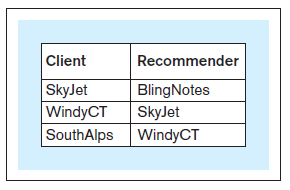 Client Recommender
SkyJet BlingNotes
WindyCT SkyJet
SouthAlps WindyCT